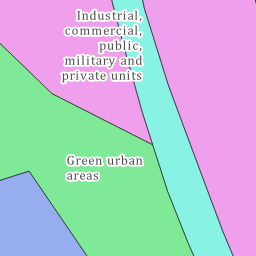 Industrial,
commercial,
public,
military and
private units
Green urban
areas